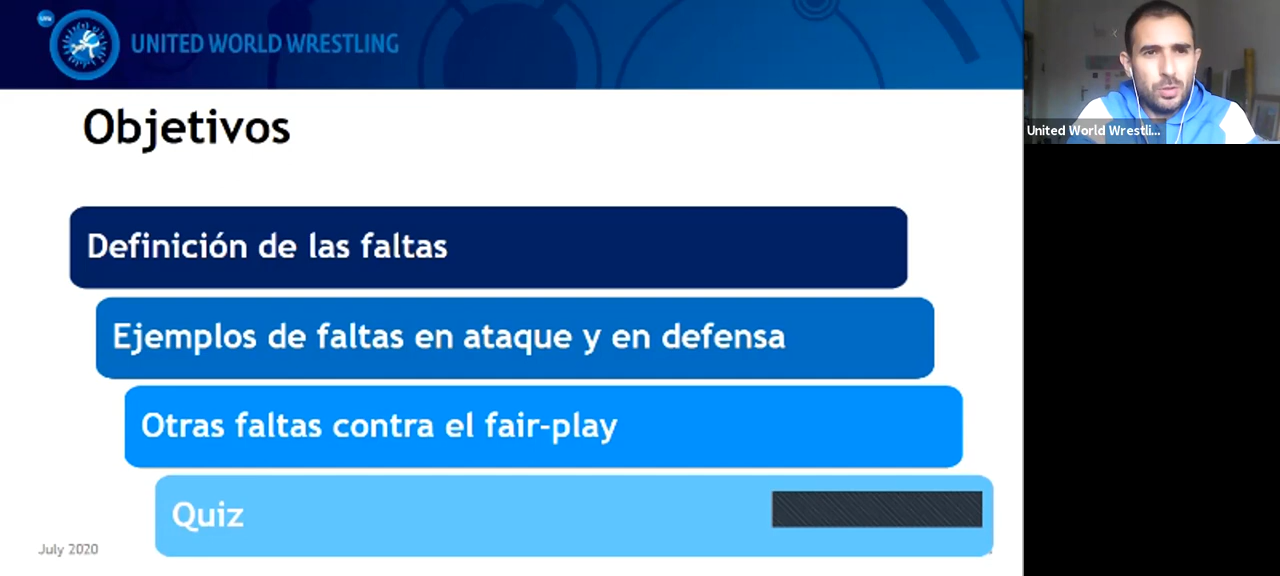 UNITED WORLD WRESTLING
Objetivos
Definición de las faltas
Ejemplos de faltas en ataque y en defensa
Otras faltas contra el fair-play
Quiz
July 2020
United World Wrestli...